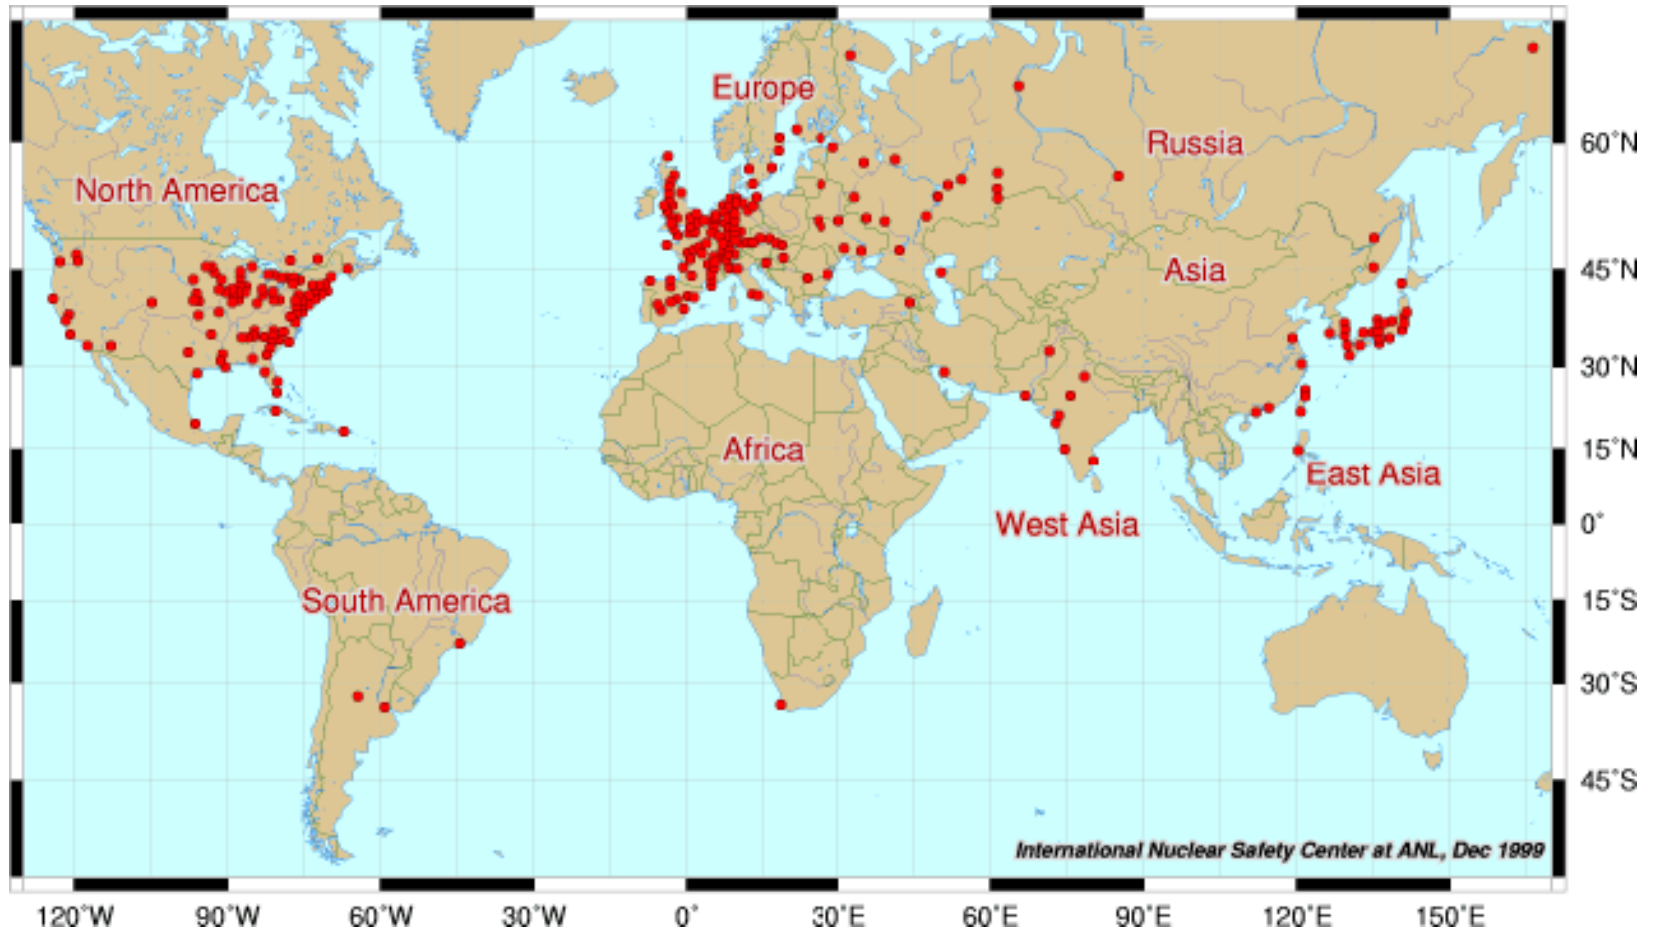 Europe
Russia
North America
Asia
Africa
East Asia
West Asia
South America
International Nuclear Safety Center at ANL, Dec 1999
60˚N
45˚N
30˚N
15˚N
0˚
15˚S
30˚S
45˚S
120˚W 90˚W 60˚W 30˚W 0˚ 30˚E 60˚E 90˚E 120˚E 150˚E